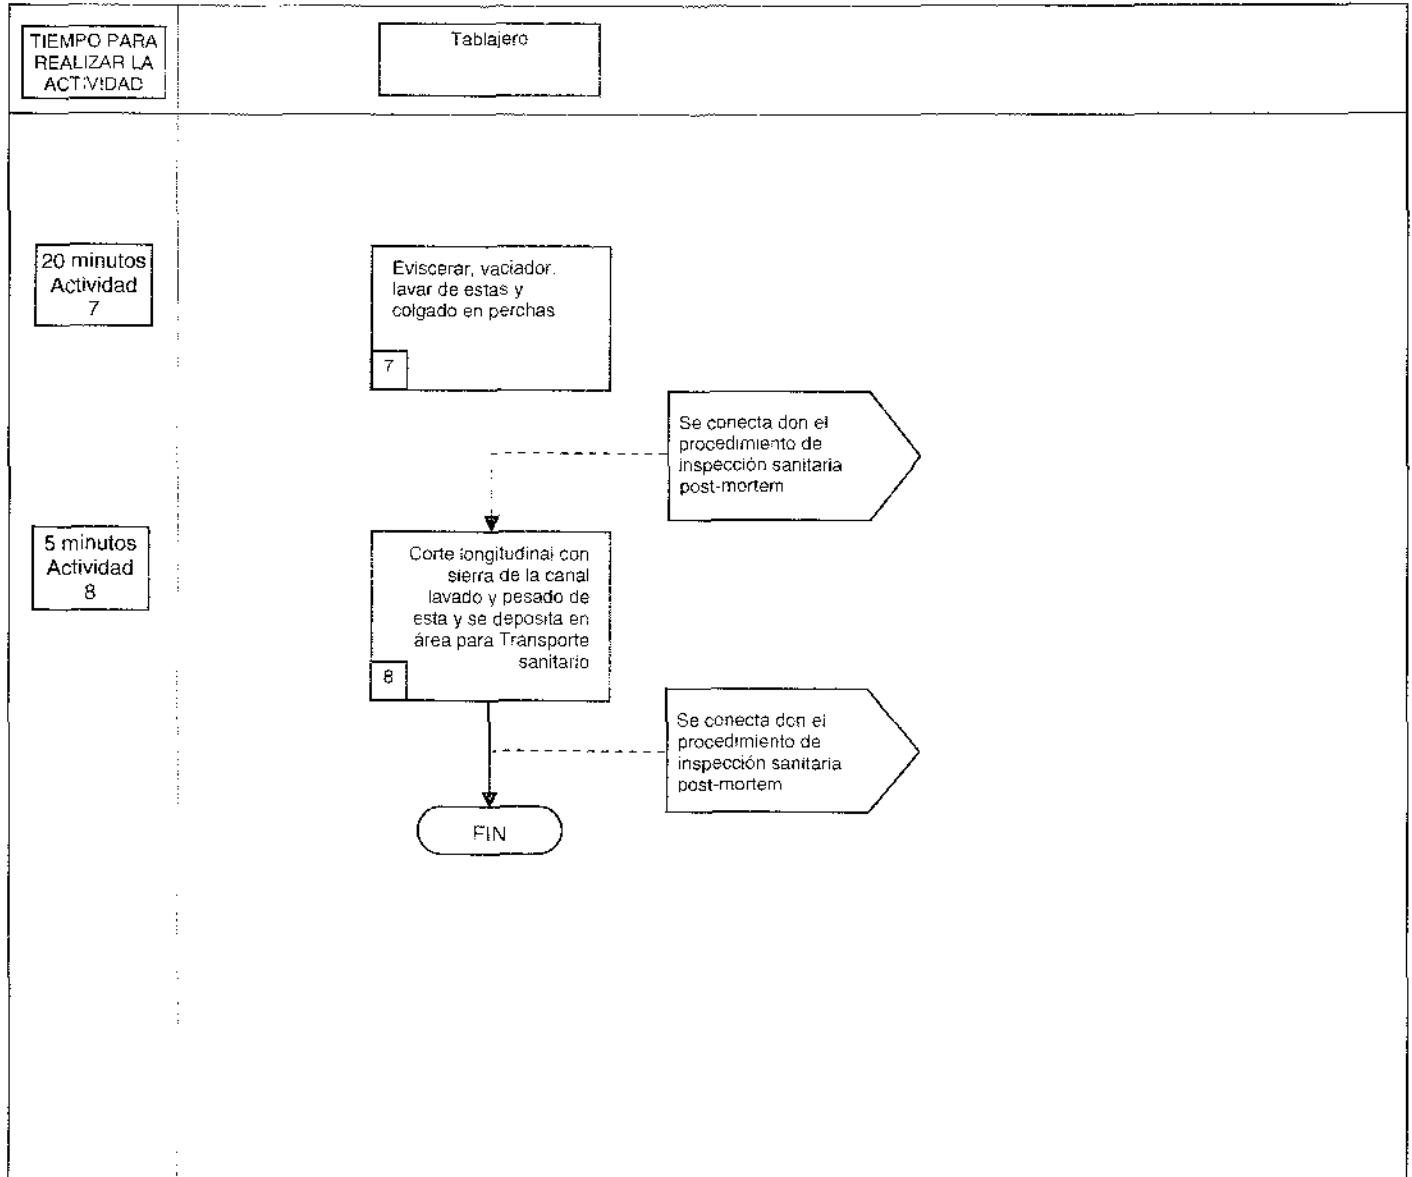 TIEMPO PARA
REALIZAR LA
ACTIVIDAD
Tablajero
20 minutos
Actividad
7
Eviscerar, vaciador,
lavar de estas y
colgado en perchas
7
Se conecta don el
procedimiento de
inspección sanitaria
post-mortem
5 minutos
Actividad
8
Corte longitudinal con
sierra de la canal
lavado y pesado de
esta y se deposita en
área para Transporte
sanitario
8
Se conecta don el
procedimiento de
inspección sanitaria
post-mortem
FIN